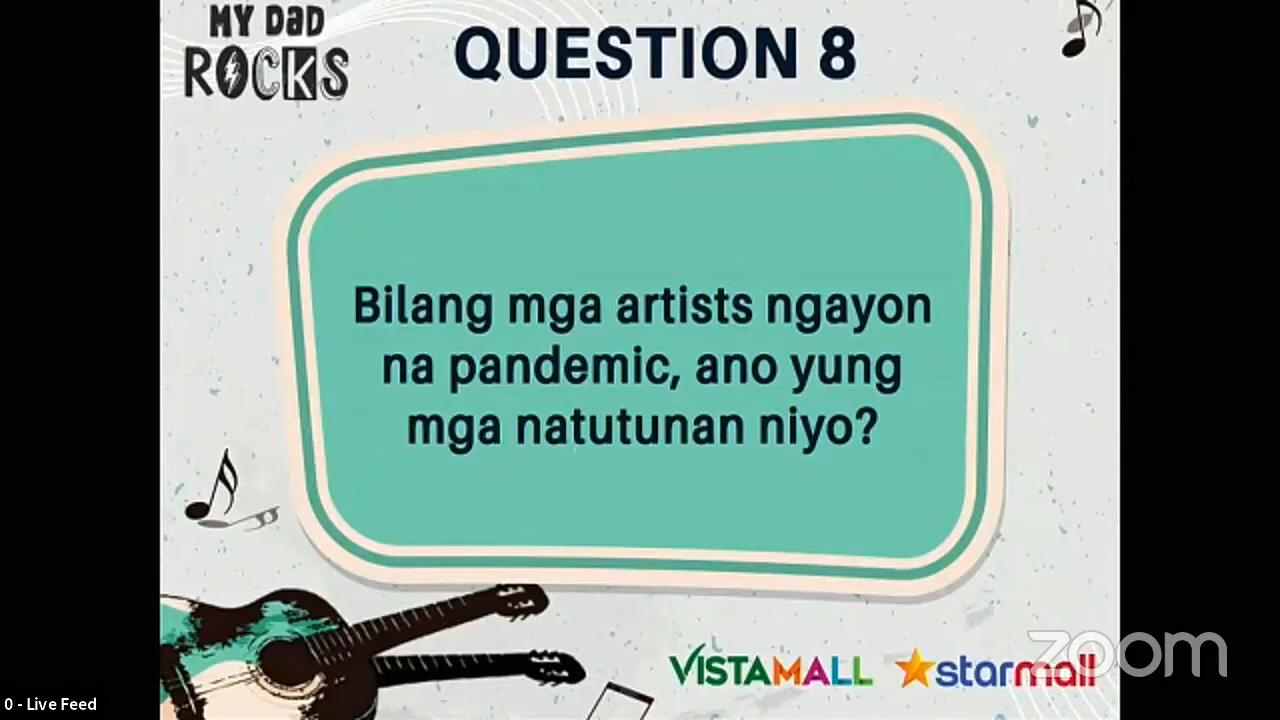 MY DAD
ROCKS
QUESTION 8
Bilang mga artists ngayon
na pandemic, ano yung
mga natutunan niyo?
VISTAMALL
starmall
zoom
0 - Live Feed